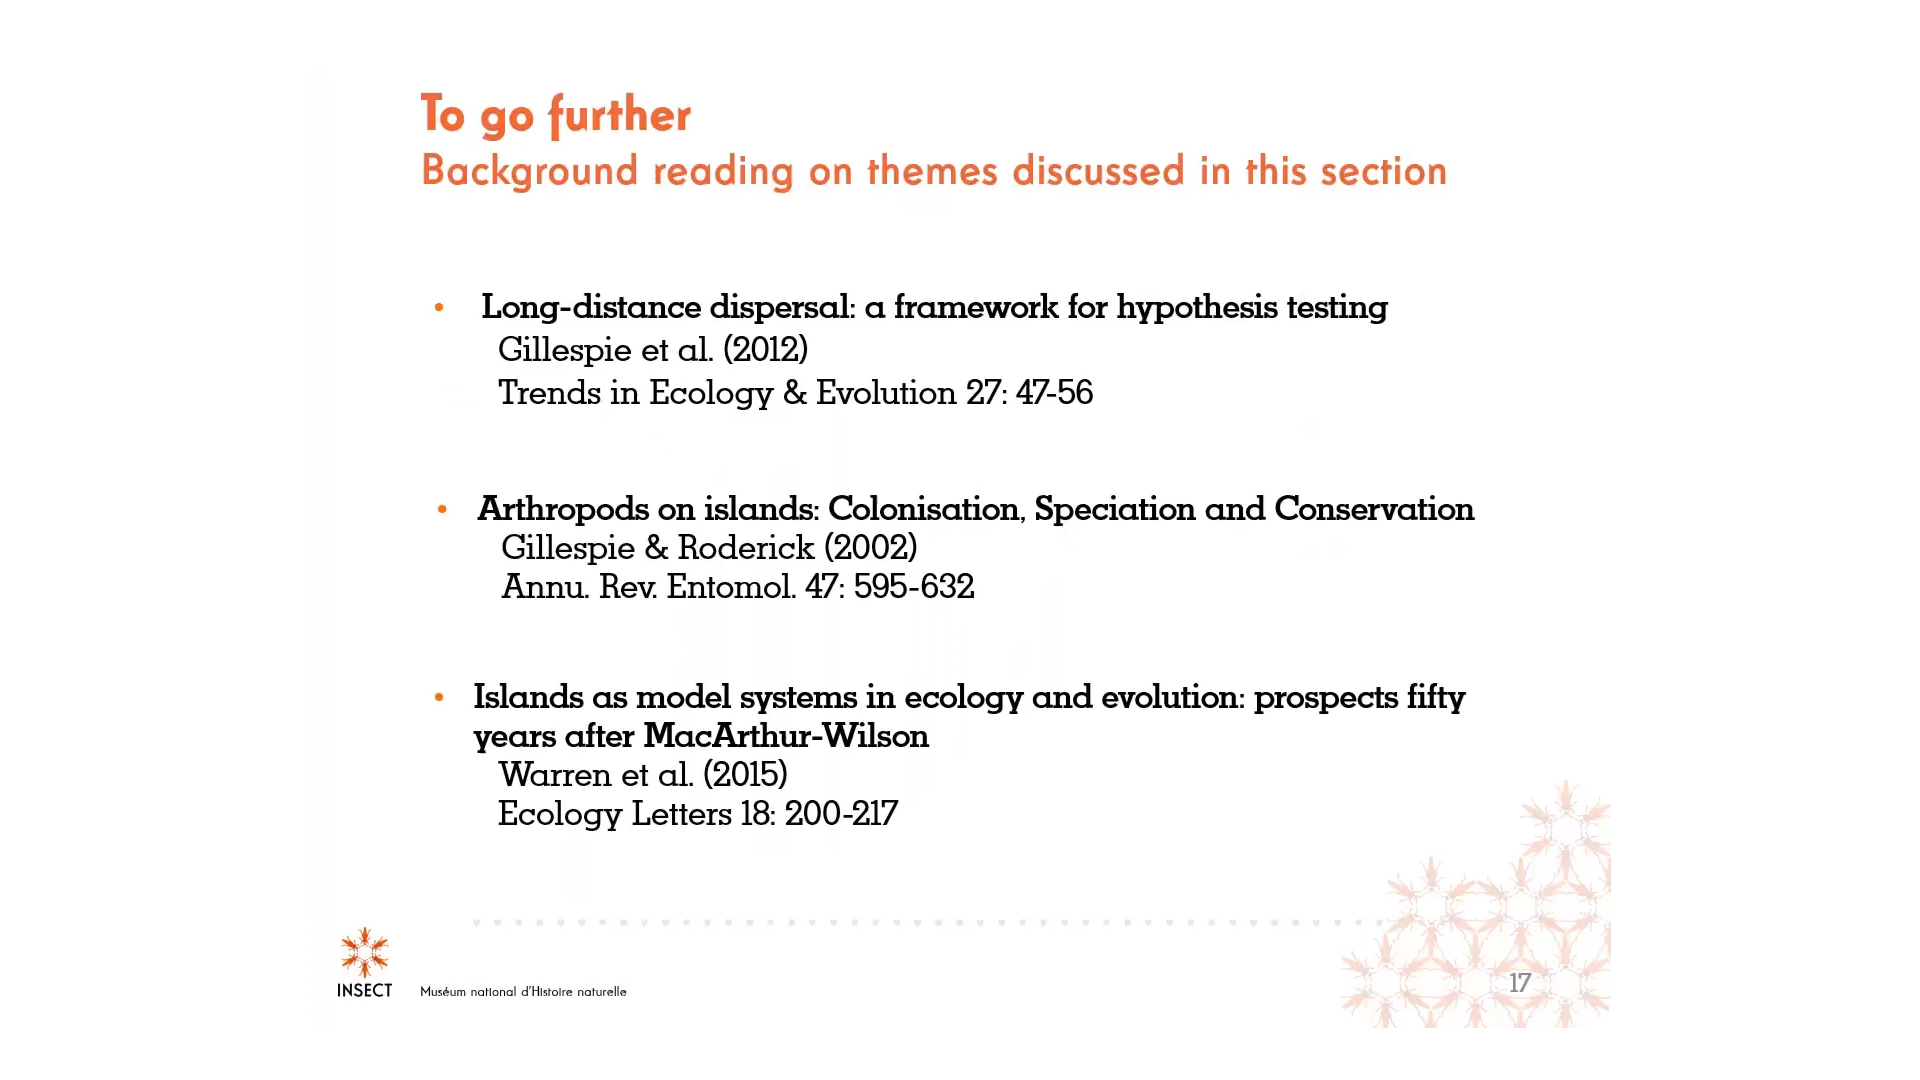 To go further
Background reading on themes discussed in this section
• Long-distance dispersal: a framework for hypothesis testing
Gillespie et al. (2012)
Trends in Ecology & Evolution 27: 47-56
• Arthropods on islands: Colonisation, Speciation and Conservation
Gillespie & Roderick (2002)
Annu. Rev. Entomol. 47: 595-632
• Islands as model systems in ecology and evolution: prospects fifty
years after MacArthur-Wilson
Warren et al. (2015)
Ecology Letters 18: 200-217
INSECT
Muséum national d'Histoire naturelle
17